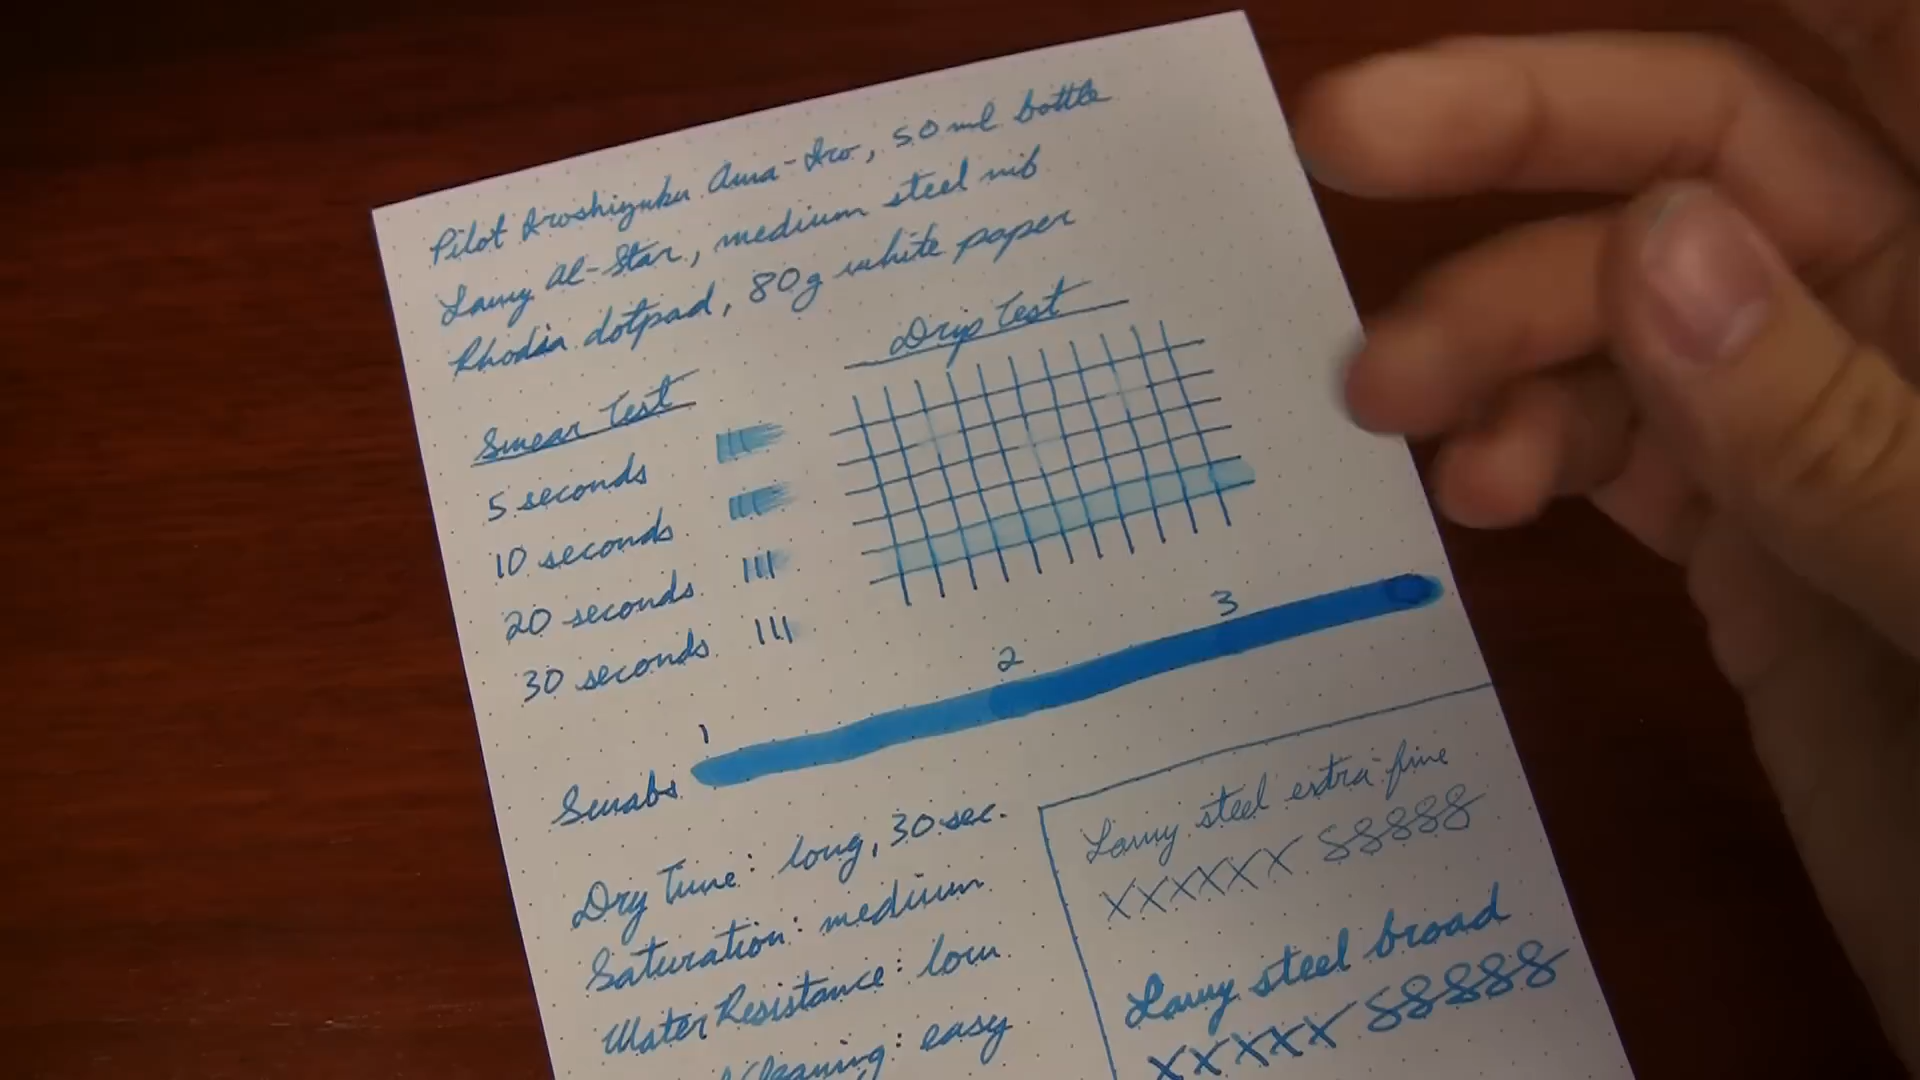 Pilot Iroshizuku Ama-Iro, 50 ml bottle
Lamy Al-Star, medium steel nib
Rhodia dotpad, 80g white paper
Smear Test
5 seconds
10 seconds
20 seconds
30 seconds
Drip Test
1 2 3
Swabs
Dry Time: long, 30 sec.
Saturation: medium
Water Resistance: low
Cleaning: easy
Lamy steel extra-fine
XXXXXX 88888
Lamy steel broad
XXXXX 88888